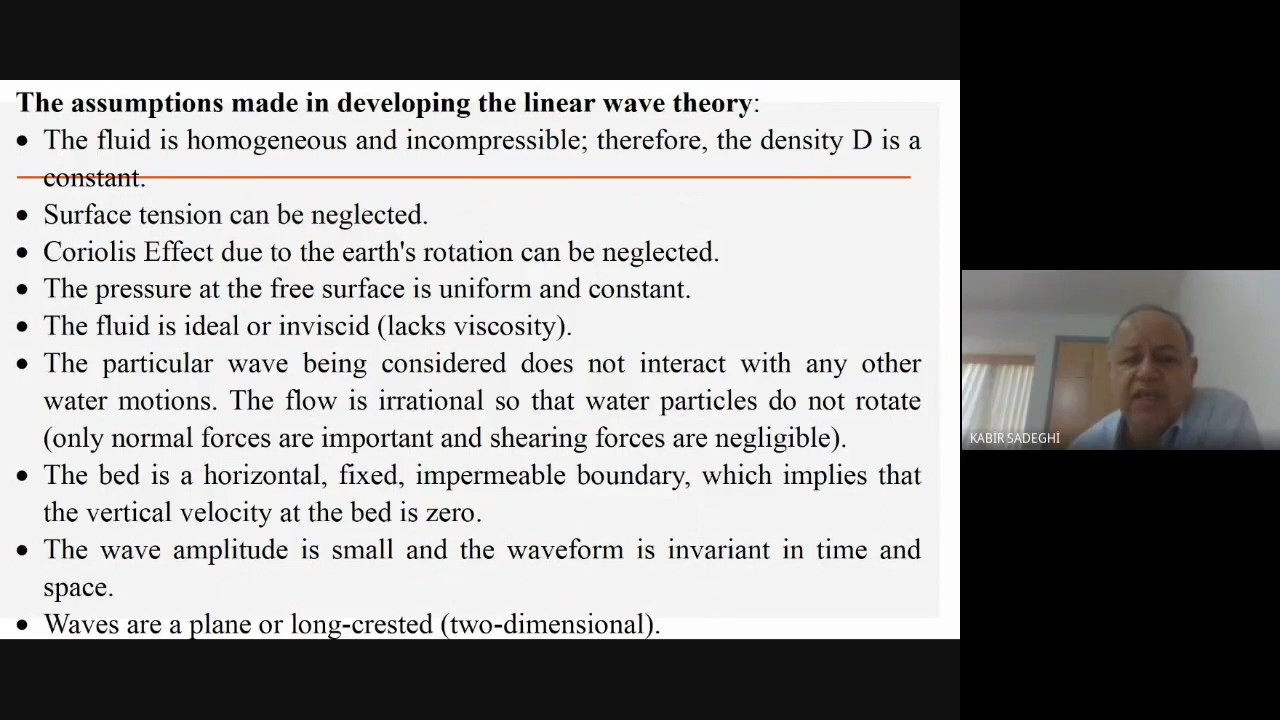 The assumptions made in developing the linear wave theory:
• The fluid is homogeneous and incompressible; therefore, the density D is a
constant.
• Surface tension can be neglected.
• Coriolis Effect due to the earth's rotation can be neglected.
• The pressure at the free surface is uniform and constant.
• The fluid is ideal or inviscid (lacks viscosity).
• The particular wave being considered does not interact with any other
water motions. The flow is irrational so that water particles do not rotate
(only normal forces are important and shearing forces are negligible).
• The bed is a horizontal, fixed, impermeable boundary, which implies that
the vertical velocity at the bed is zero.
• The wave amplitude is small and the waveform is invariant in time and
space.
• Waves are a plane or long-crested (two-dimensional).
KABİR SADEGHİ